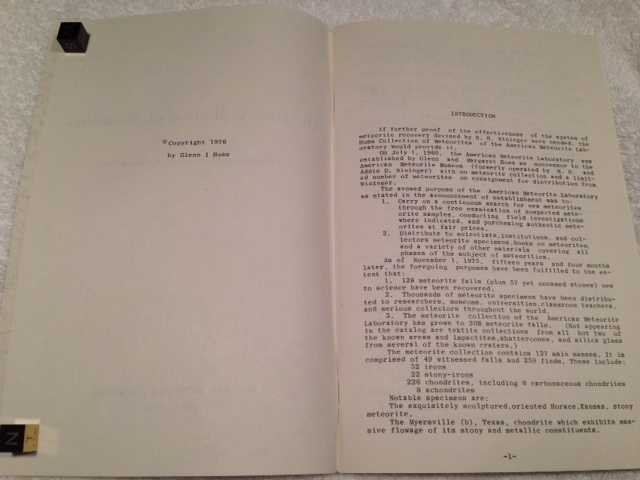 ©Copyright 1976
by Glenn I Huss
INTRODUCTION
If further proof of the effectiveness of the system of
meteorite recovery devised by H. H. Nininger were needed, the
Huss Collection of Meteorites of the American Meteorite Lab-
oratory would provide it.
On July 1, 1960, the American Meteorite Laboratory was
established by Glenn and Margaret Huss as successor to the
American Meteorite Museum (formerly operated by H. H. and
Addie D. Nininger) with no meteorite collection and a limit-
ed number of meteorites on consignment for distribution from
Nininger.
The avowed purpose of the American Meteorite Laboratory
as stated in the announcement of establishment was to:
1. Carry on a continuous search for new meteorites
through the free examination of suspected mete-
orite samples, conducting field investigations
where indicated, and purchasing authentic mete-
orites at fair prices.
2. Distribute to scientists,institutions, and col-
lectors meteorite specimens,books on meteorites,
and a variety of other materials covering all
phases of the subject of meteoritics.
As of November 1, 1975, fifteen years and four months
later, the foregoing purposes have been fulfilled to the ex-
tent that:
1. 128 meteorite falls (plus 57 yet unnamed stones) new
to science have been recovered.
2. Thousands of meteorite specimens have been distribu-
ted to researchers, museums, universities,classroom teachers,
and serious collectors throughout the world.
3. The meteorite collection of the American Meteorite
Laboratory has grown to 308 meteorite falls. (Not appearing
in the catalog are tektite collections from all but two of
the known areas and impactites,shattercones, and silica glass
from several of the known craters.)
The meteorite collection contains 127 main masses. It is
comprised of 49 witnessed falls and 259 finds. These include:
52 irons
22 stony-irons
226 chondrites, including 6 carbonaceous chondrites
8 achondrites
Notable specimens are:
The exquisitely sculptured,oriented Horace,Kansas, stony
meteorite.
The Myersville (b), Texas, chondrite which exhibits mas-
sive flowage of its stony and metallic constituents.
-1-
N
T